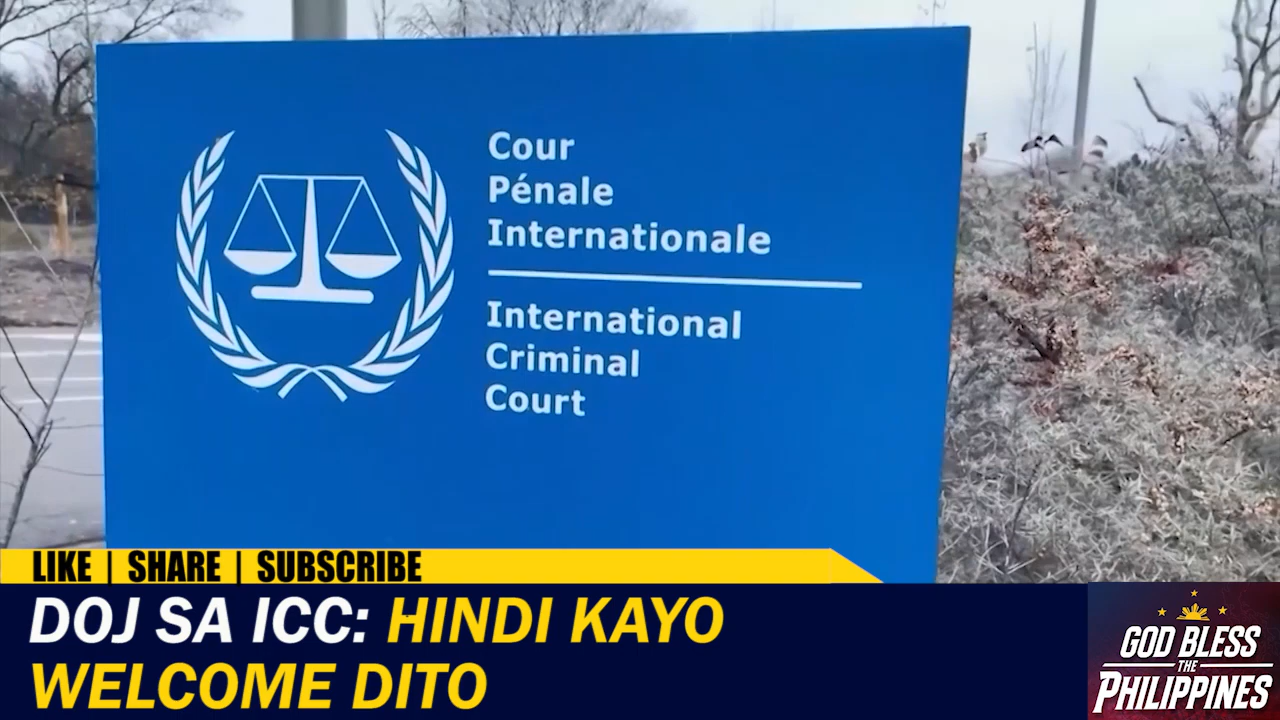 Cour
Pénale
Internationale
International
Criminal
Court
LIKE | SHARE | SUBSCRIBE
DOJ SA ICC: HINDI KAYO
WELCOME DITO
GOD BLESS
THE
PHILIPPINES